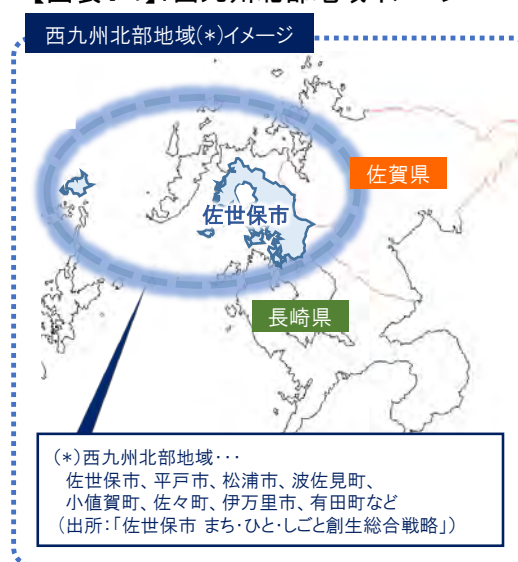 西九州北部地域(*)イメージ
佐賀県
佐世保市
長崎県
(*)西九州北部地域･･･
佐世保市、平戸市、松浦市、波佐見町、
小値賀町、佐々町、伊万里市、有田町など
(出所:「佐世保市 まち・ひと・しごと創生総合戦略」)